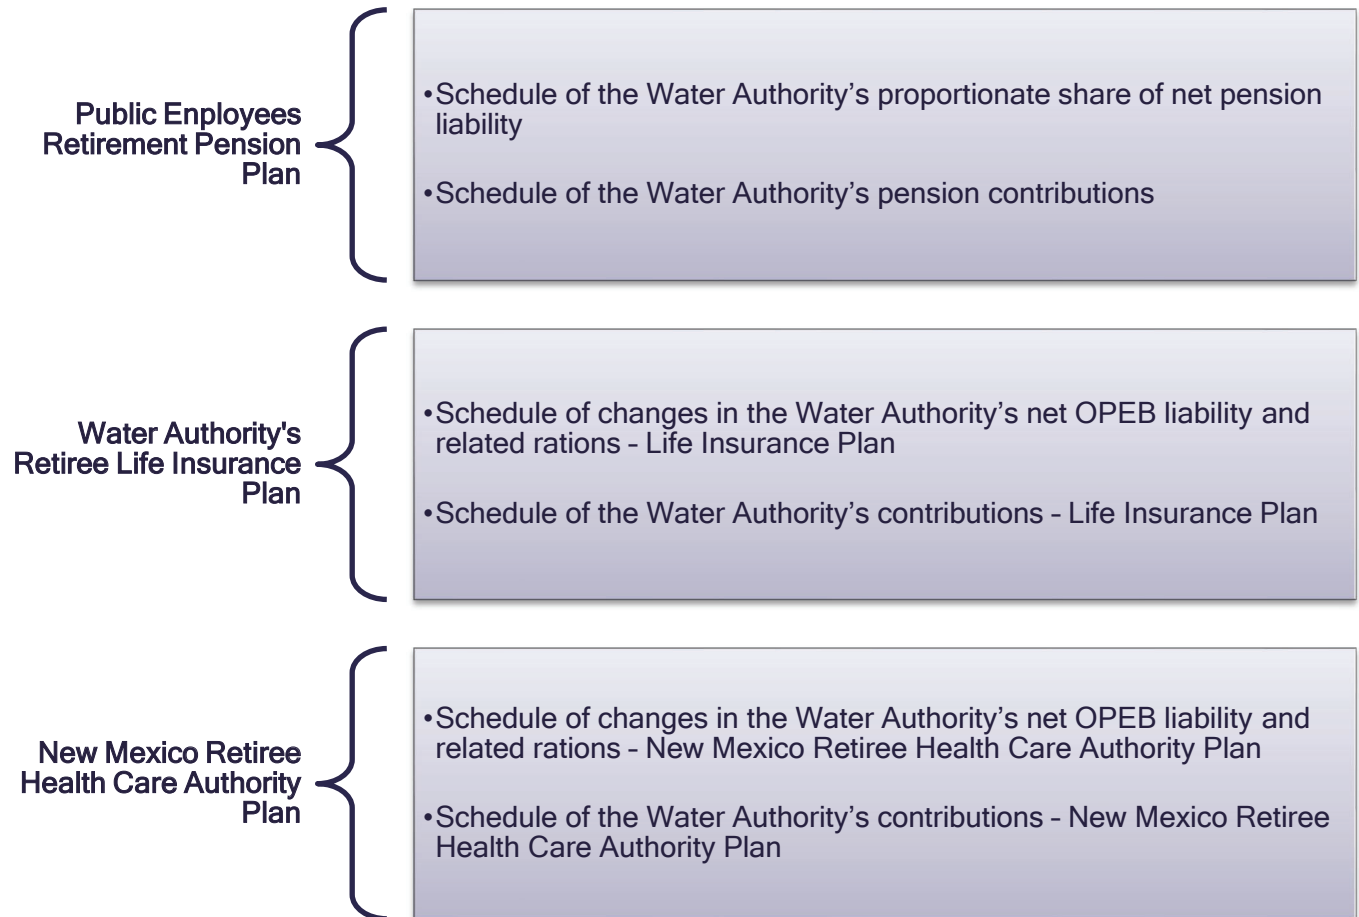 Public Enployees
Retirement Pension
Plan
•Schedule of the Water Authority’s proportionate share of net pension
liability
•Schedule of the Water Authority’s pension contributions
Water Authority's
Retiree Life Insurance
Plan
•Schedule of changes in the Water Authority’s net OPEB liability and
related rations – Life Insurance Plan
•Schedule of the Water Authority’s contributions – Life Insurance Plan
New Mexico Retiree
Health Care Authority
Plan
•Schedule of changes in the Water Authority’s net OPEB liability and
related rations – New Mexico Retiree Health Care Authority Plan
•Schedule of the Water Authority’s contributions – New Mexico Retiree
Health Care Authority Plan